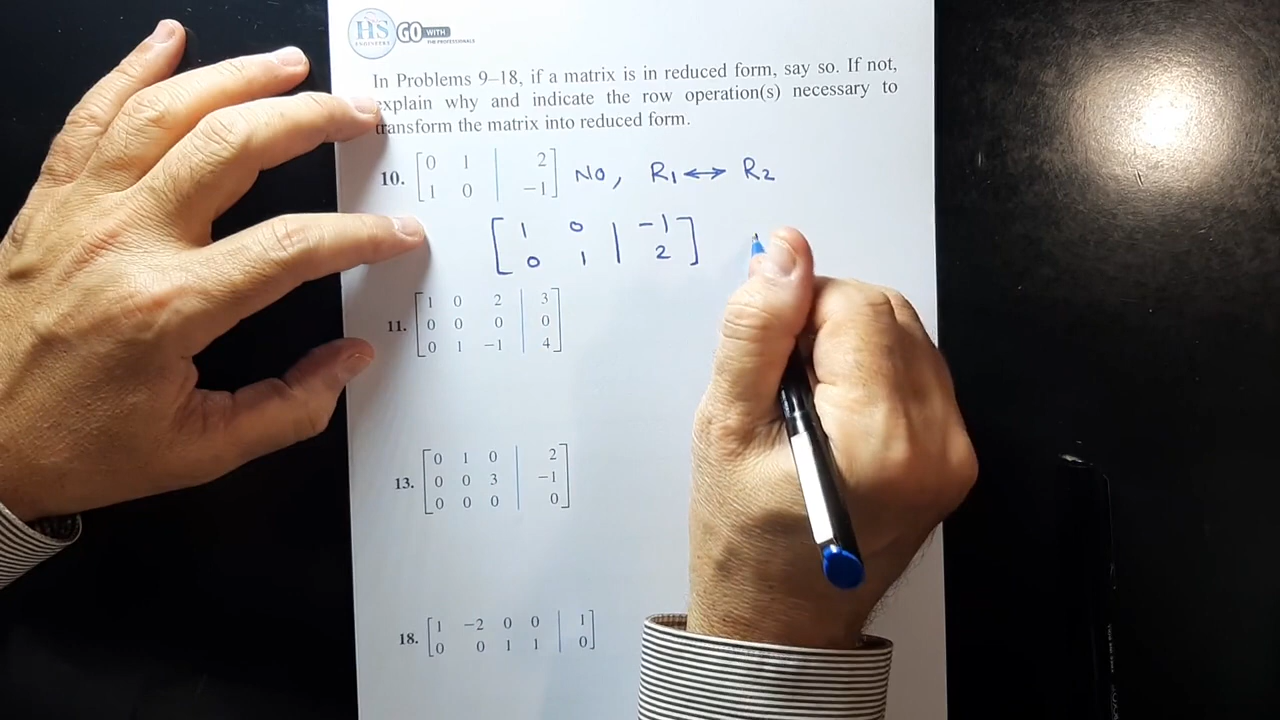 HS
ENGINEERS
GO WITH
THE PROFESSIONALS
In Problems 9–18, if a matrix is in reduced form, say so. If not,
explain why and indicate the row operation(s) necessary to
transform the matrix into reduced form.
10. [0 1 | 2] No, R1 ↔ R2
[1 0 | −1]
[1 0 | −1]
[0 1 | 2]
11. [1 0 2 | 3]
[0 0 0 | 0]
[0 1 −1 | 4]
13. [0 1 0 | 2]
[0 0 3 | −1]
[0 0 0 | 0]
18. [1 −2 0 0 | 1]
[0 0 1 1 | 0]